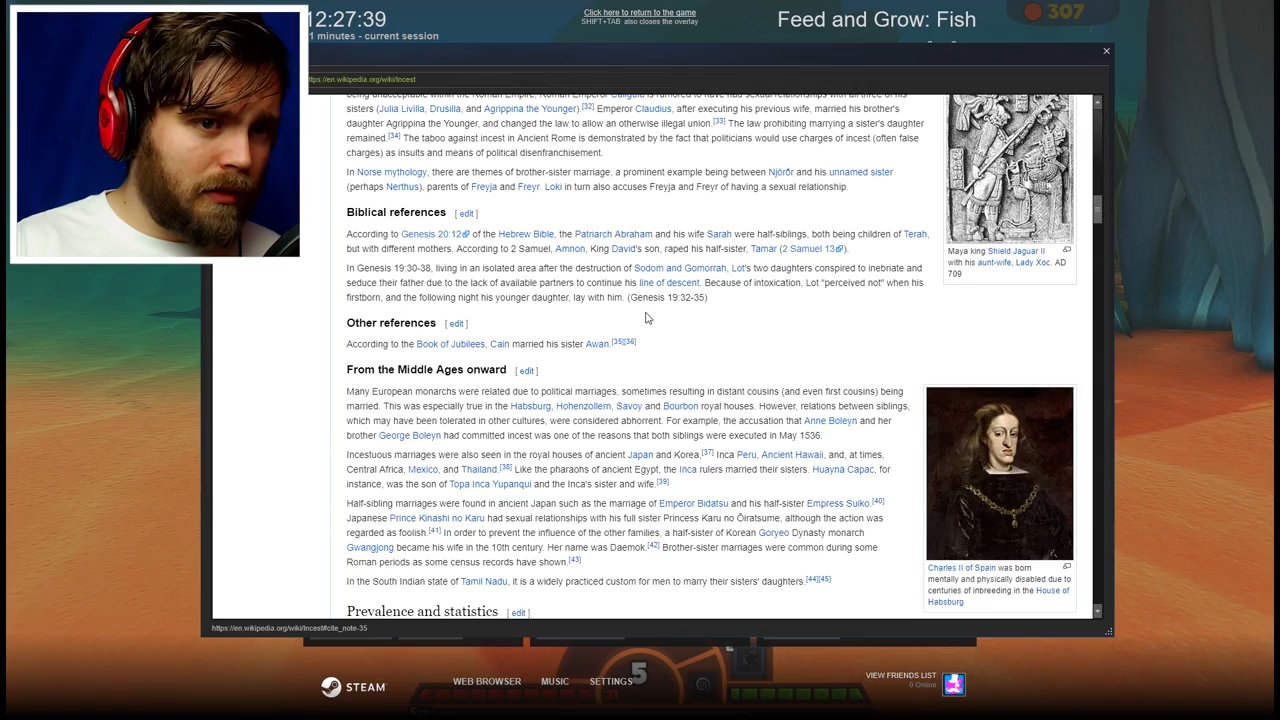 12:27:39
1 minutes - current session
Click here to return to the game
SHIFT+TAB also closes the overlay
Feed and Grow: Fish
307
ttps://en.wikipedia.org/wiki/Incest
being unacceptable within the Roman Empire, Roman Emperor Caligula is rumored to have had sexual relationships with all three of his
sisters (Julia Livilla, Drusilla, and Agrippina the Younger).[32] Emperor Claudius, after executing his previous wife, married his brother's
daughter Agrippina the Younger, and changed the law to allow an otherwise illegal union.[33] The law prohibiting marrying a sister's daughter
remained.[34] The taboo against incest in Ancient Rome is demonstrated by the fact that politicians would use charges of incest (often false
charges) as insults and means of political disenfranchisement.
In Norse mythology, there are themes of brother-sister marriage, a prominent example being between Njörðr and his unnamed sister
(perhaps Nerthus), parents of Freyja and Freyr. Loki in turn also accuses Freyja and Freyr of having a sexual relationship.
Biblical references [ edit ]
According to Genesis 20:12 of the Hebrew Bible, the Patriarch Abraham and his wife Sarah were half-siblings, both being children of Terah,
but with different mothers. According to 2 Samuel, Amnon, King David's son, raped his half-sister, Tamar (2 Samuel 13).
In Genesis 19:30-38, living in an isolated area after the destruction of Sodom and Gomorrah, Lot's two daughters conspired to inebriate and
seduce their father due to the lack of available partners to continue his line of descent. Because of intoxication, Lot "perceived not" when his
firstborn, and the following night his younger daughter, lay with him. (Genesis 19:32-35)
Other references [ edit ]
According to the Book of Jubilees, Cain married his sister Awan.[35][36]
From the Middle Ages onward [ edit ]
Many European monarchs were related due to political marriages, sometimes resulting in distant cousins (and even first cousins) being
married. This was especially true in the Habsburg, Hohenzollern, Savoy and Bourbon royal houses. However, relations between siblings,
which may have been tolerated in other cultures, were considered abhorrent. For example, the accusation that Anne Boleyn and her
brother George Boleyn had committed incest was one of the reasons that both siblings were executed in May 1536.
Incestuous marriages were also seen in the royal houses of ancient Japan and Korea,[37] Inca Peru, Ancient Hawaii, and, at times,
Central Africa, Mexico, and Thailand.[38] Like the pharaohs of ancient Egypt, the Inca rulers married their sisters. Huayna Capac, for
instance, was the son of Topa Inca Yupanqui and the Inca's sister and wife.[39]
Half-sibling marriages were found in ancient Japan such as the marriage of Emperor Bidatsu and his half-sister Empress Suiko.[40]
Japanese Prince Kinashi no Karu had sexual relationships with his full sister Princess Karu no Ōiratsume, although the action was
regarded as foolish.[41] In order to prevent the influence of the other families, a half-sister of Korean Goryeo Dynasty monarch
Gwangjong became his wife in the 10th century. Her name was Daemok.[42] Brother-sister marriages were common during some
Roman periods as some census records have shown.[43]
In the South Indian state of Tamil Nadu, it is a widely practiced custom for men to marry their sisters' daughters.[44][45]
Prevalence and statistics [ edit ]
Maya king Shield Jaguar II
with his aunt-wife, Lady Xoc. AD
709
Charles II of Spain was born
mentally and physically disabled due to
centuries of inbreeding in the House of
Habsburg
https://en.wikipedia.org/wiki/Incest#cite_note-35
5
STEAM
WEB BROWSER
MUSIC
SETTINGS
VIEW FRIENDS LIST
0 Online